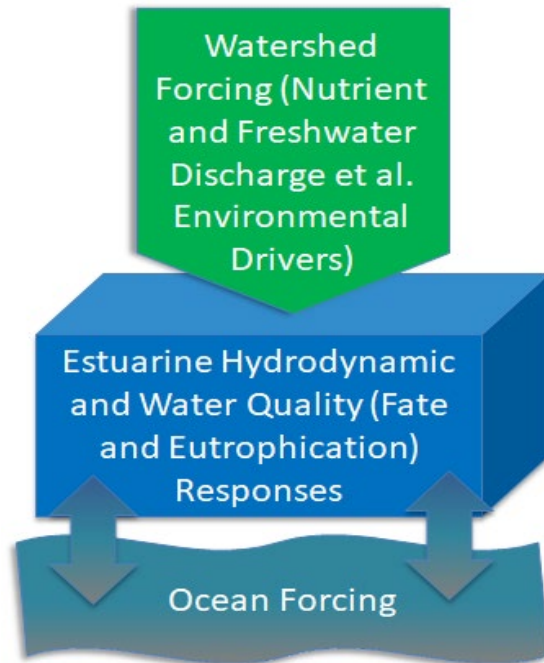 Watershed
Forcing (Nutrient
and Freshwater
Discharge et al.
Environmental
Drivers)
Estuarine Hydrodynamic
and Water Quality (Fate
and Eutrophication)
Responses
Ocean Forcing